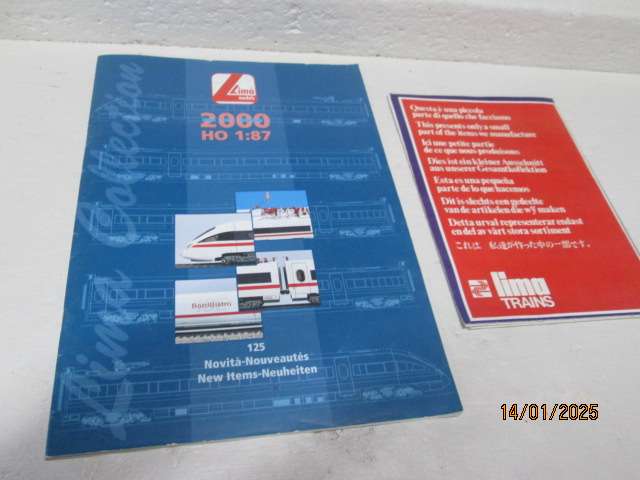 Lima Collection
Lima
models
2000
HO 1:87
125
Novità-Nouveautés
New Items-Neuheiten
Questa è una piccola
parte di quello che facciamo
This presents only a small
part of the items we manufacture
Ici une petite partie
de ce que nous produisons
Dies ist ein kleiner Ausschnitt
aus unserer Gesamtkollektion
Esta es una pequeña
parte de lo que hacemos
Dit is slechts een gedeelte
van de artikelen die wÿ maken
Detta urval representerar endast
en del av vårt stora sortiment
これは 私達が作った中の一部です。
lima
TRAINS
14/01/2025